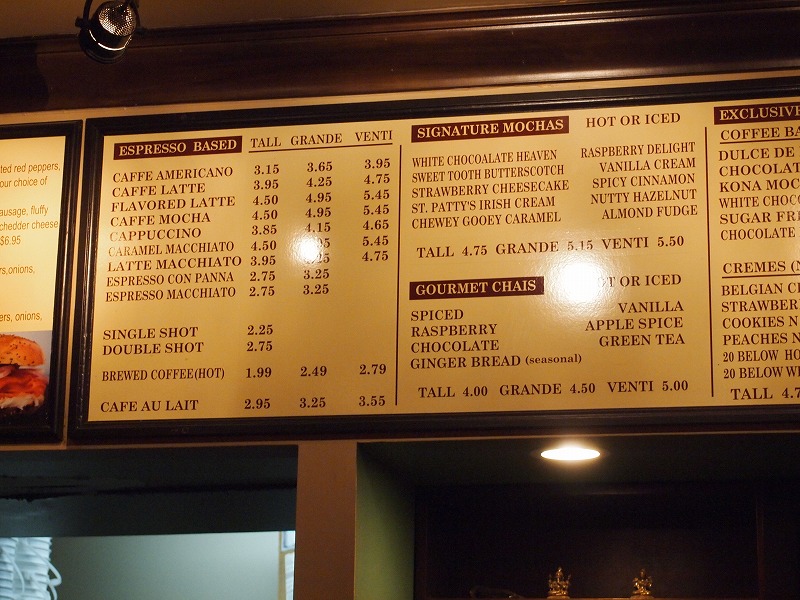 ted red peppers,
our choice of
ausage, fluffy
chedder cheese
$6.95
ers, onions,
ESPRESSO BASED TALL GRANDE VENTI
CAFFE AMERICANO 3.15 3.65 3.95
CAFFE LATTE 3.95 4.25 4.75
FLAVORED LATTE 4.50 4.95 5.45
CAFFE MOCHA 4.50 4.95 5.45
CAPPUCCINO 3.85 4.15 4.65
CARAMEL MACCHIATO 4.50 5.45
LATTE MACCHIATO 3.95 4.75
ESPRESSO CON PANNA 2.75 3.25
ESPRESSO MACCHIATO 2.75 3.25
SINGLE SHOT 2.25
DOUBLE SHOT 2.75
BREWED COFFEE(HOT) 1.99 2.49 2.79
CAFE AU LAIT 2.95 3.25 3.55
SIGNATURE MOCHAS HOT OR ICED
WHITE CHOCOALATE HEAVEN RASPBERRY DELIGHT
SWEET TOOTH BUTTERSCOTCH VANILLA CREAM
STRAWBERRY CHEESECAKE SPICY CINNAMON
ST. PATTY'S IRISH CREAM NUTTY HAZELNUT
CHEWEY GOOEY CARAMEL ALMOND FUDGE
TALL 4.75 GRANDE 5.15 VENTI 5.50
GOURMET CHAIS HOT OR ICED
SPICED VANILLA
RASPBERRY APPLE SPICE
CHOCOLATE GREEN TEA
GINGER BREAD (seasonal)
TALL 4.00 GRANDE 4.50 VENTI 5.00
EXCLUSIVE
COFFEE BA
DULCE DE
CHOCOLAT
KONA MOC
WHITE CHOC
SUGAR FRE
CHOCOLATE
CREMES (N
BELGIAN C
STRAWBER
COOKIES N
PEACHES N
20 BELOW HO
20 BELOW W
TALL 4.7